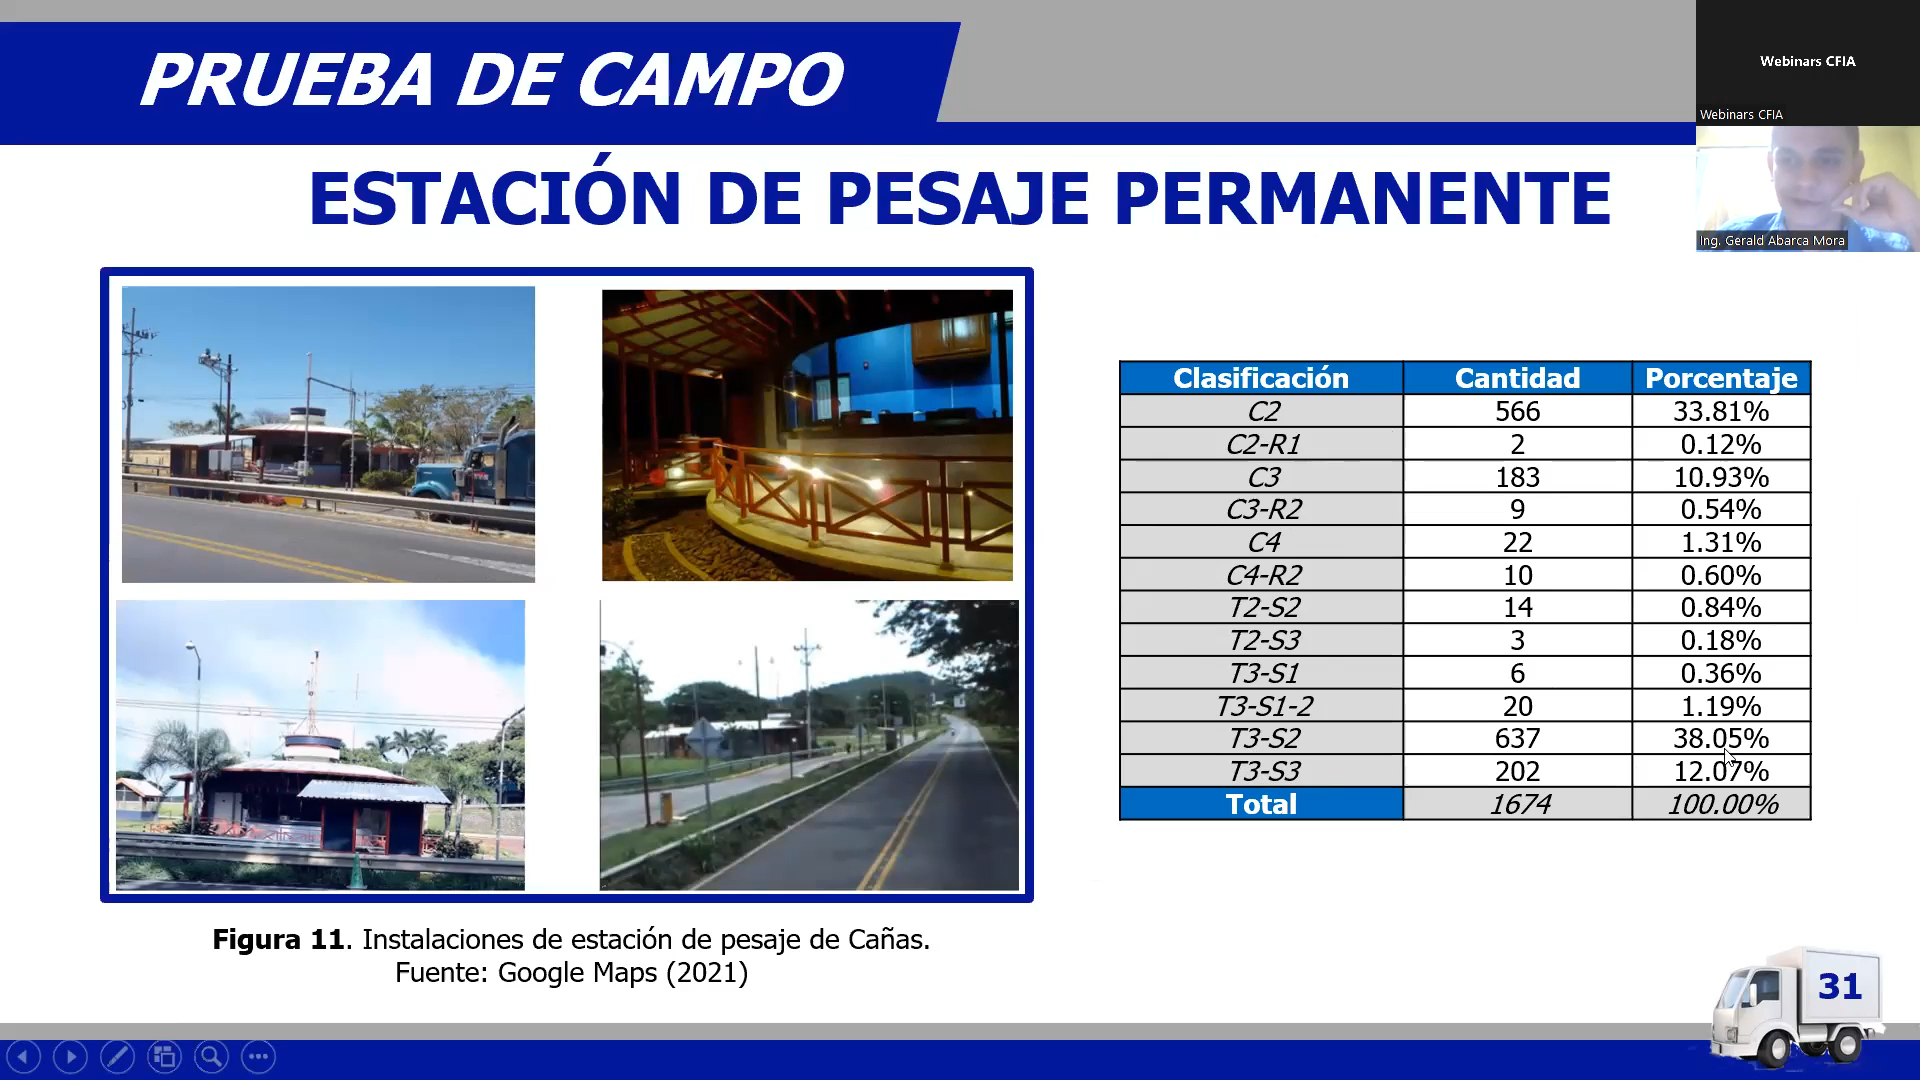 PRUEBA DE CAMPO
Webinars CFIA
Webinars CFIA
Ing. Gerald Abarca Mora
ESTACIÓN DE PESAJE PERMANENTE
Clasificación Cantidad Porcentaje
C2 566 33.81%
C2-R1 2 0.12%
C3 183 10.93%
C3-R2 9 0.54%
C4 22 1.31%
C4-R2 10 0.60%
T2-S2 14 0.84%
T2-S3 3 0.18%
T3-S1 6 0.36%
T3-S1-2 20 1.19%
T3-S2 637 38.05%
T3-S3 202 12.07%
Total 1674 100.00%
Figura 11. Instalaciones de estación de pesaje de Cañas.
Fuente: Google Maps (2021)
31